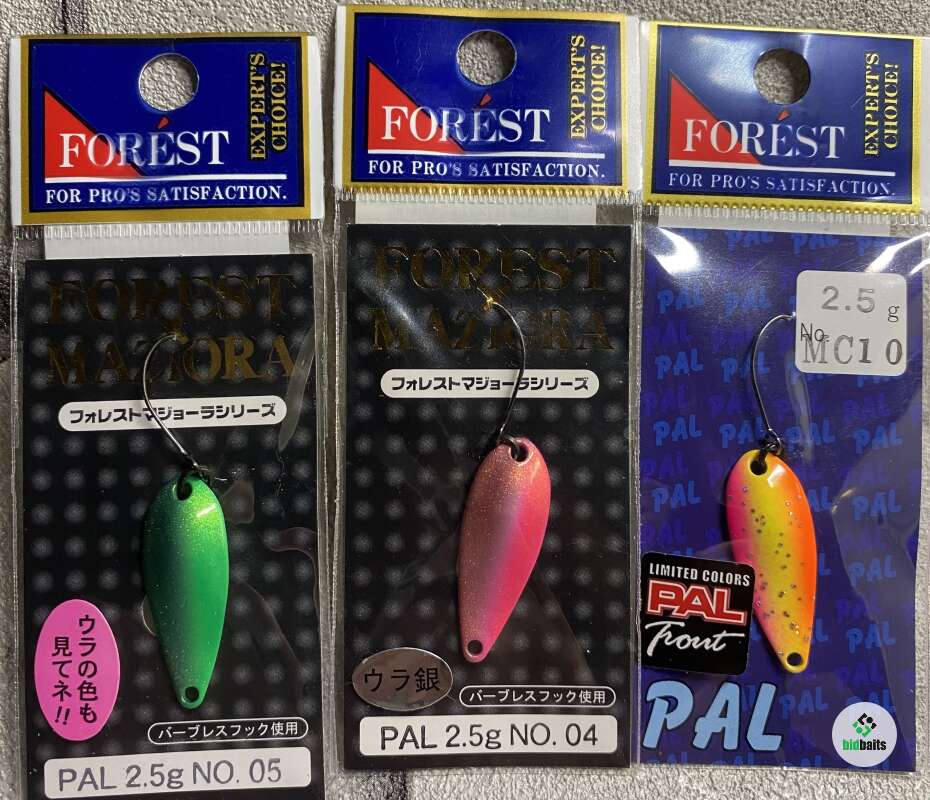 FORÉST
EXPERT'S
CHOICE!
FOR PRO'S SATISFACTION.
FOREST
MAZIORA
フォレストマジョーラシリーズ
ウラの色も
見てネ!!
バーブレスフック使用
PAL 2.5g NO. 05
FORÉST
EXPERT'S
CHOICE!
FOR PRO'S SATISFACTION.
FOREST
MAZIORA
フォレストマジョーラシリーズ
ウラ銀
バーブレスフック使用
PAL 2.5g NO. 04
FORÉST
EXPERT'S
CHOICE!
FOR PRO'S SATISFACTION.
2.5 g
No.
MC10
LIMITED COLORS
PAL
Trout
PAL
bidbaits